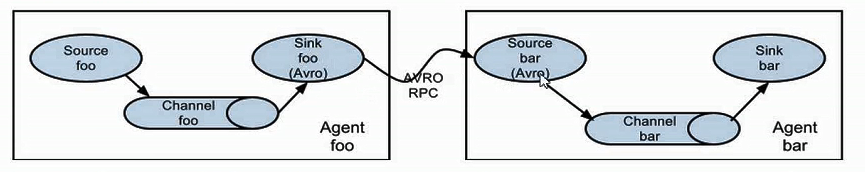 Source
foo
Channel
foo
Sink
foo
(Avro)
Agent
foo
AVRO
RPC
Source
bar
(Avro)
Channel
bar
Sink
bar
Agent
bar